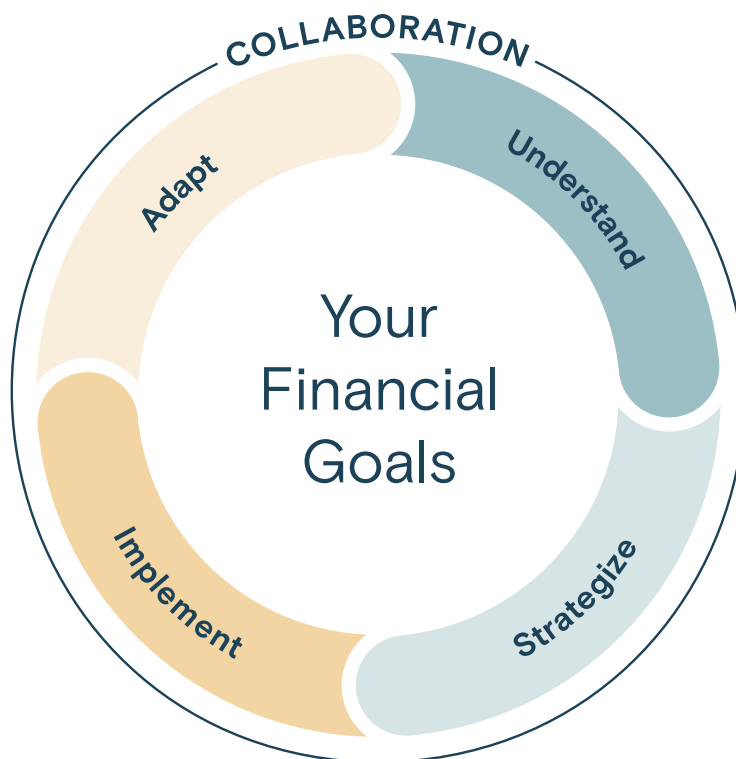 COLLABORATION
Understand
Strategize
Implement
Adapt
Your
Financial
Goals